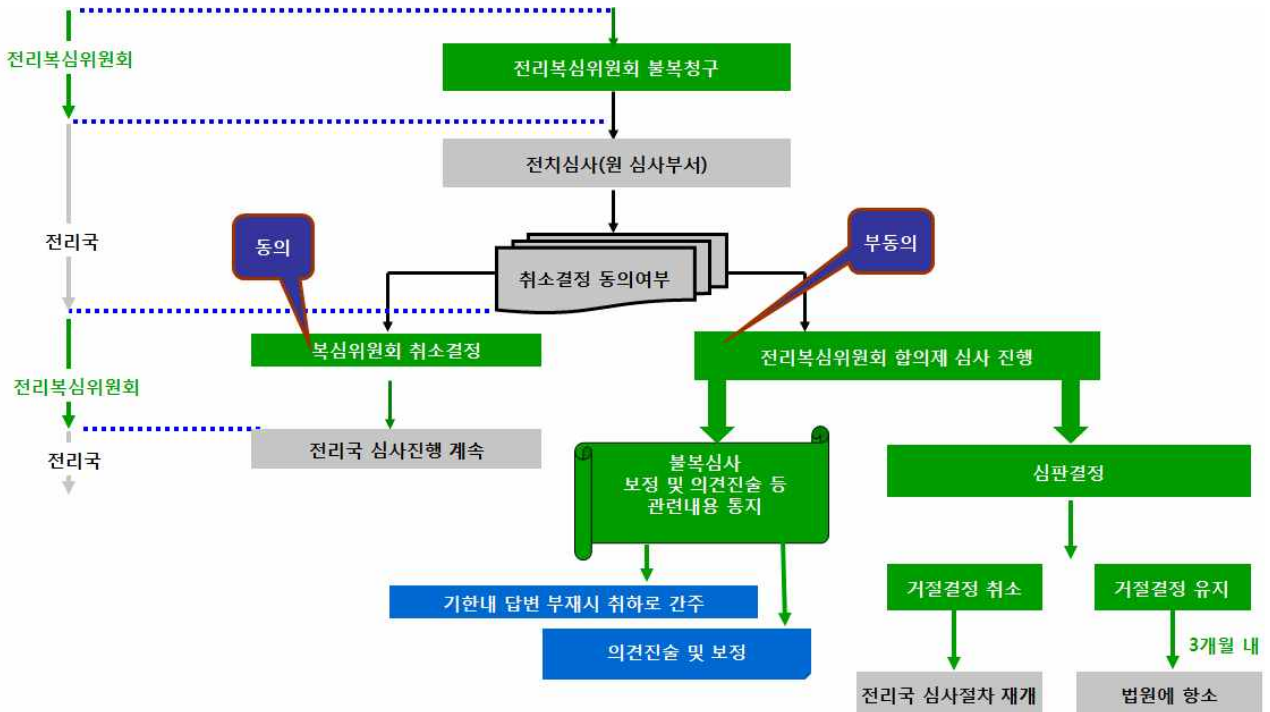 전리복심위원회
전리복심위원회 불복청구
전치심사(원 심사부서)
전리국
동의
부동의
취소결정 동의여부
복심위원회 취소결정
전리복심위원회 합의제 심사 진행
전리복심위원회
전리국 심사진행 계속
전리국
불복심사
보정 및 의견진술 등
관련내용 통지
심판결정
기한내 답변 부재시 취하로 간주
의견진술 및 보정
거절결정 취소
거절결정 유지
3개월 내
전리국 심사절차 재개
법원에 항소